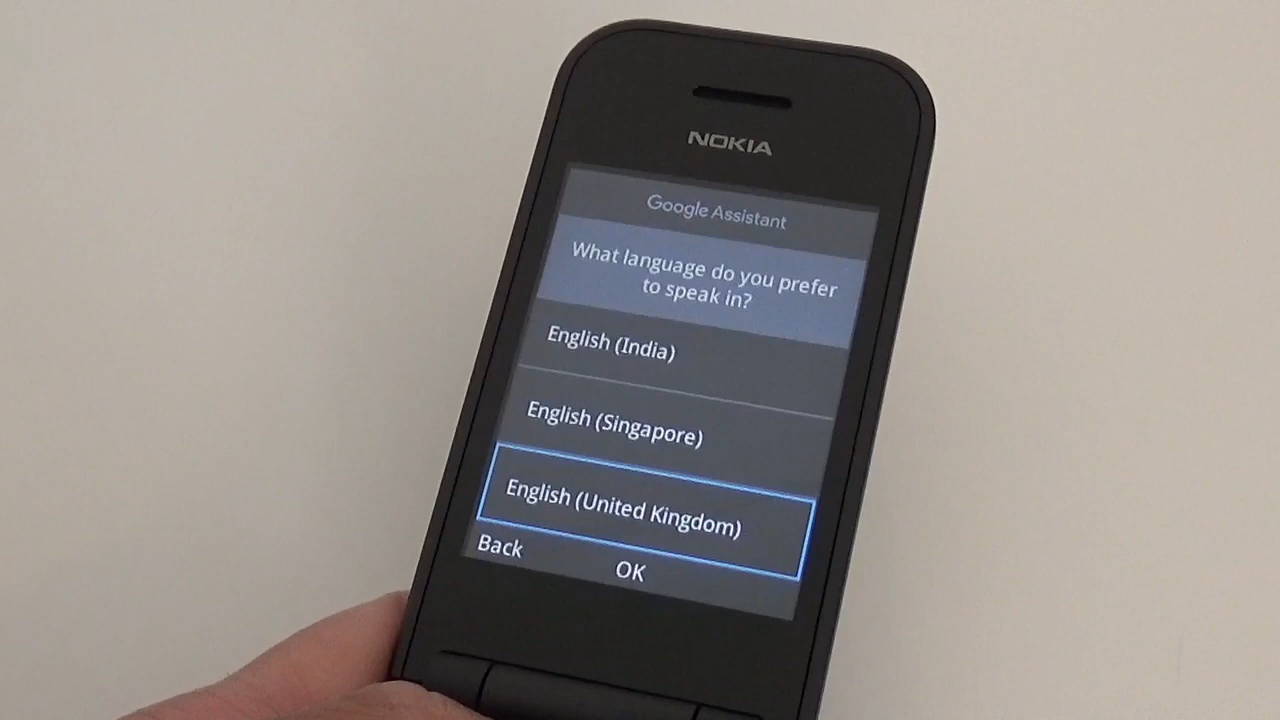 NOKIA
Google Assistant
What language do you prefer
to speak in?
English (India)
English (Singapore)
English (United Kingdom)
Back
OK